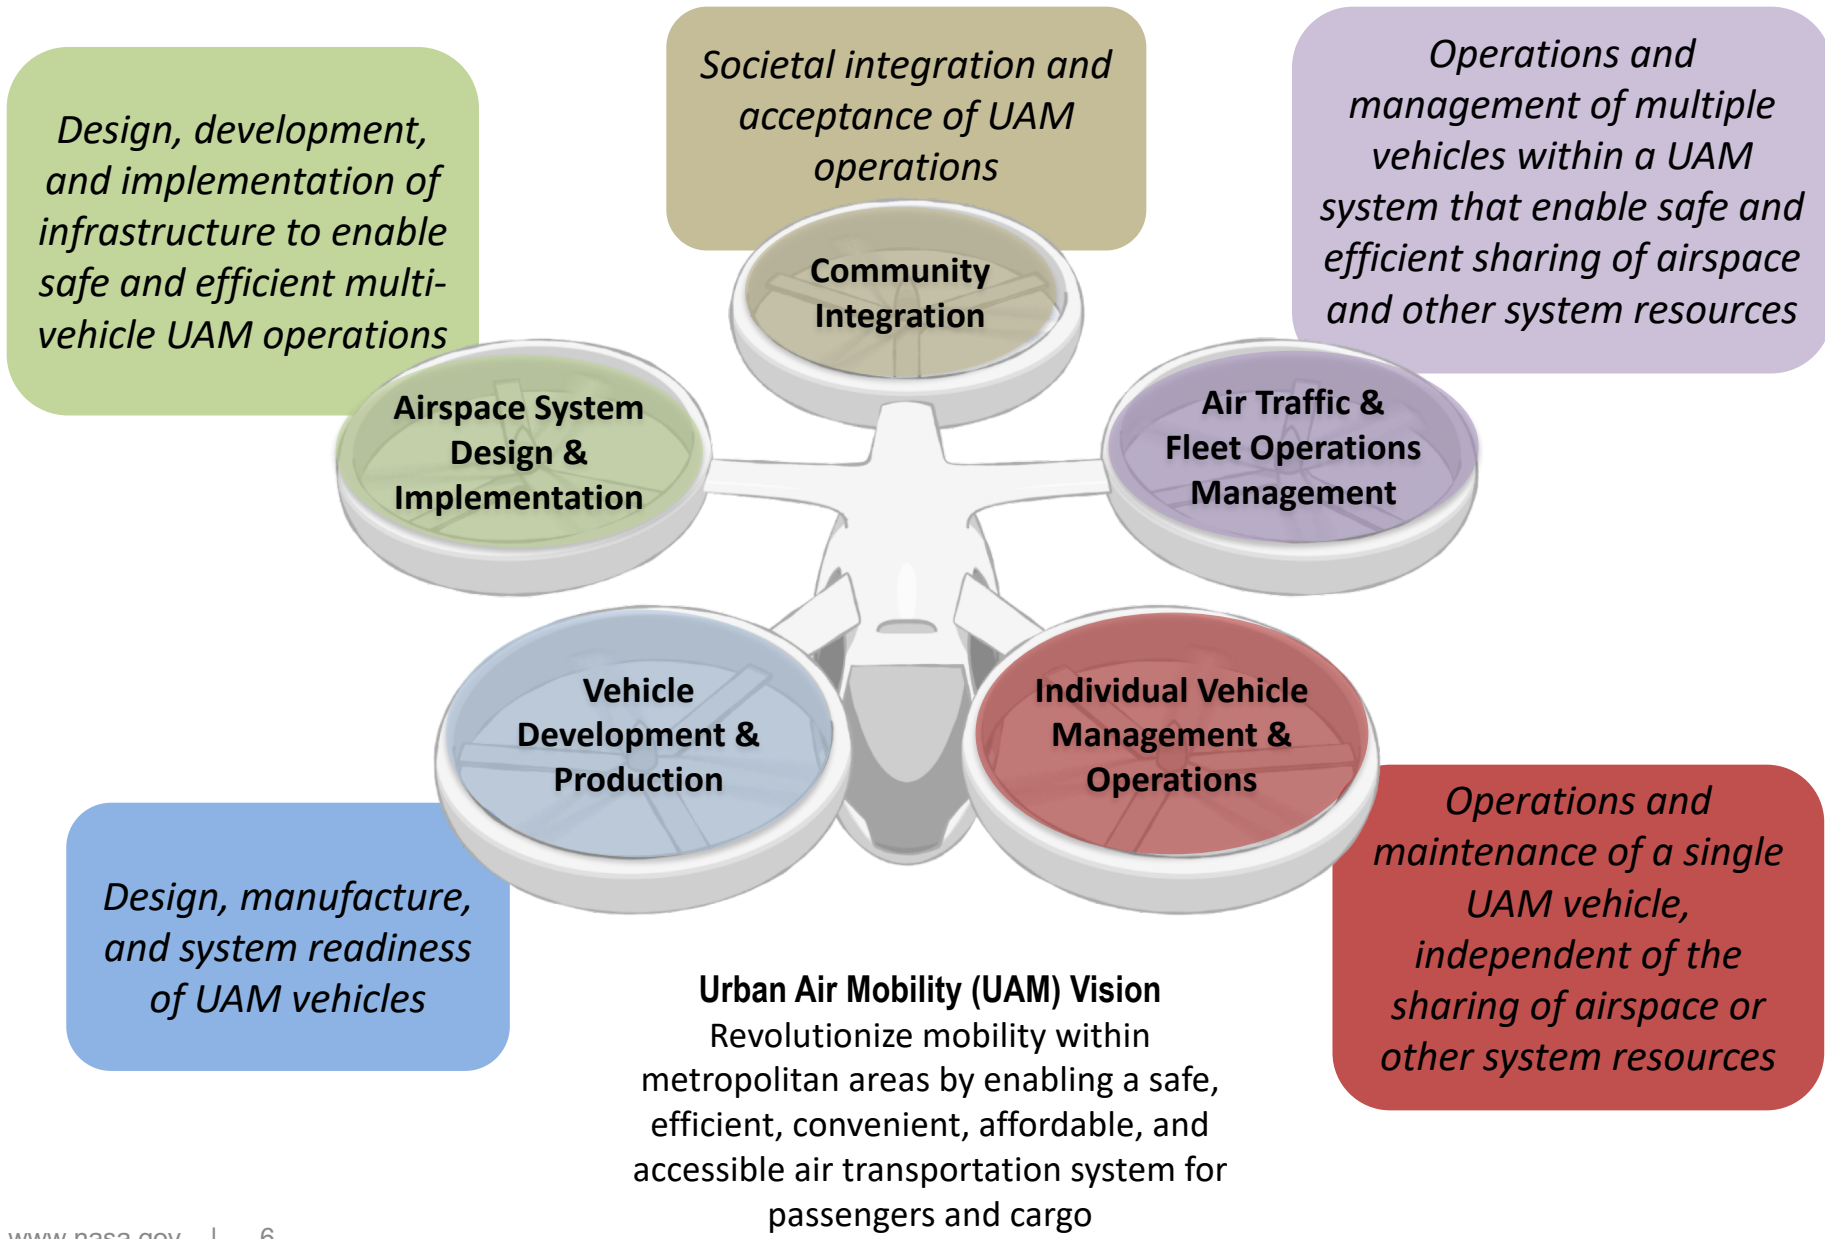 Design, development,
and implementation of
infrastructure to enable
safe and efficient multi-
vehicle UAM operations
Societal integration and
acceptance of UAM
operations
Operations and
management of multiple
vehicles within a UAM
system that enable safe and
efficient sharing of airspace
and other system resources
Community
Integration
Airspace System
Design &
Implementation
Air Traffic &
Fleet Operations
Management
Vehicle
Development &
Production
Individual Vehicle
Management &
Operations
Design, manufacture,
and system readiness
of UAM vehicles
Operations and
maintenance of a single
UAM vehicle,
independent of the
sharing of airspace or
other system resources
Urban Air Mobility (UAM) Vision
Revolutionize mobility within
metropolitan areas by enabling a safe,
efficient, convenient, affordable, and
accessible air transportation system for
passengers and cargo
www.nasa.gov | 6